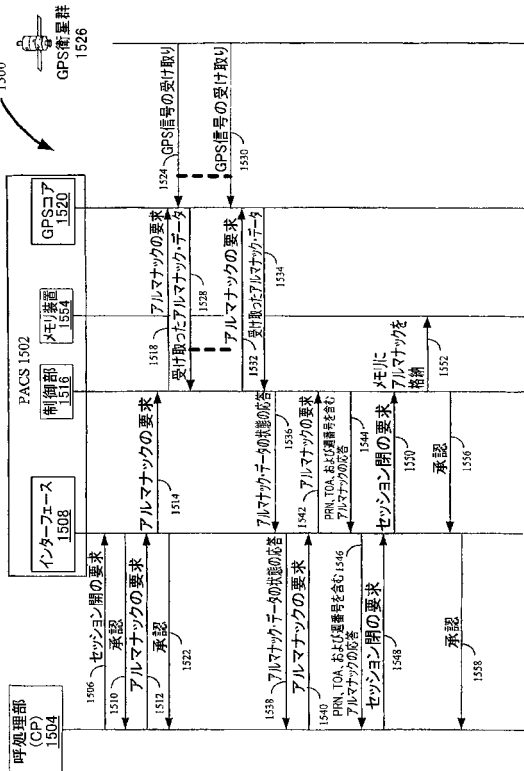 1500
PACS 1502
呼処理部
(CP)
1504
インターフェース
1508
制御部
1516
メモリ装置
1554
GPSコア
1520
GPS衛星群
1526
1506
セッション開の要求
1510
承認
1512
アルマナックの要求
1514
アルマナックの要求
1518
アルマナックの要求
1522
承認
1524
GPS信号の受け取り
受け取ったアルマナック・データ
1528
1530
GPS信号の受け取り
アルマナックの要求
1532
受け取ったアルマナック・データ
1534
アルマナック・データの状態の応答
1536
1538
アルマナック・データの状態の応答
1540
アルマナックの要求
1542
アルマナックの要求
PRN、TOA、および週番号を含む
アルマナックの応答
1544
PRN、TOA、および週番号を含む
アルマナックの応答
1546
セッション閉の要求
1548
セッション閉の要求
1550
メモリに
アルマナックを
格納
1552
承認
1556
承認
1558